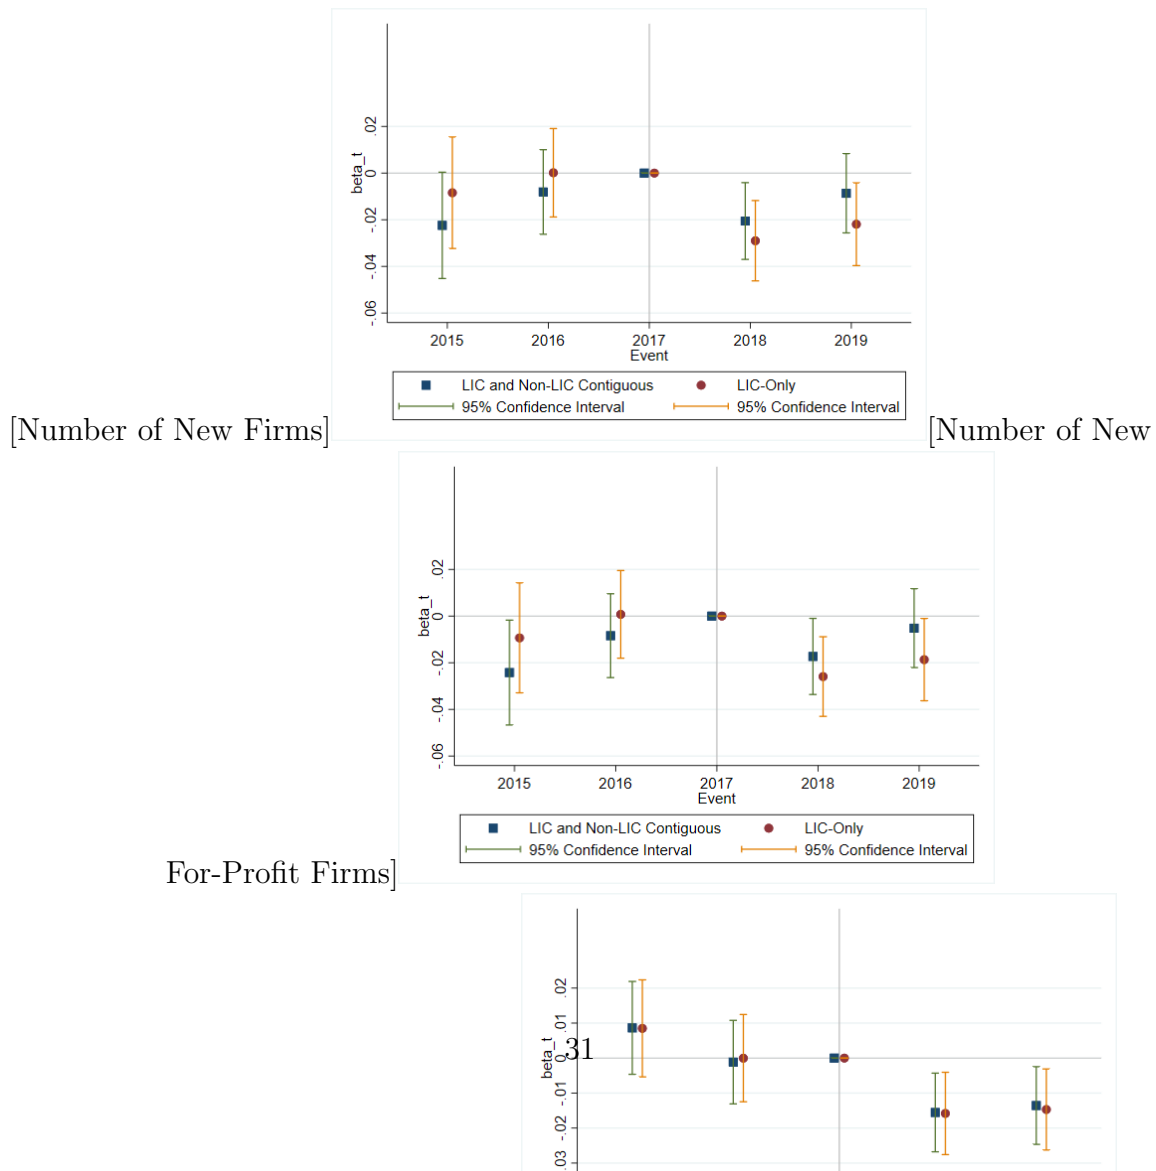 .02
0
-.02
-.04
-.06
beta_t
2015 2016 2017 2018 2019
Event
LIC and Non-LIC Contiguous LIC-Only
95% Confidence Interval 95% Confidence Interval
[Number of New Firms] [Number of New
.02
0
-.02
-.04
-.06
beta_t
2015 2016 2017 2018 2019
Event
LIC and Non-LIC Contiguous LIC-Only
95% Confidence Interval 95% Confidence Interval
For-Profit Firms]
.02
.01
0
-.01
-.02
.03
beta_t
31